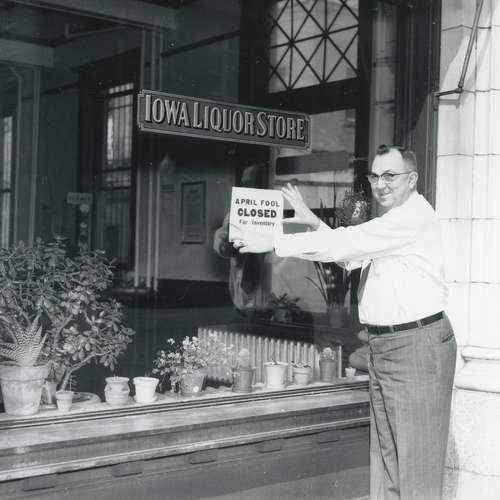 IOWA LIQUOR STORE
APRIL FOOL
CLOSED
For Inventory